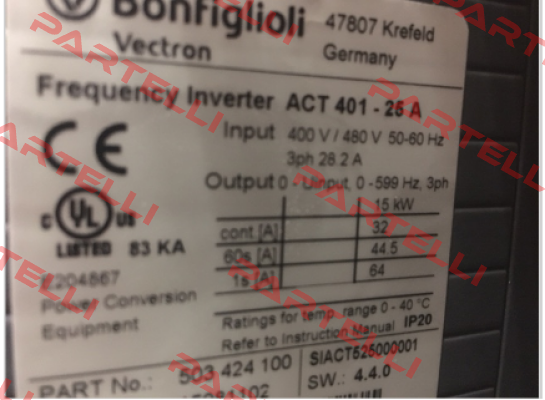 Bonfiglioli
Vectron
47807 Krefeld
Germany
Frequency Inverter ACT 401 - 25 A
Input 400 V / 480 V 50-60 Hz
3ph 28.2 A
Output 0 - Uinput, 0 -599 Hz, 3ph
15 kW
cont.[A] 32
60s [A] 44.5
1s [A] 64
CE
C UL US
LISTED 83 KA
E204867
Power Conversion
Equipment
Ratings for temp. range 0 - 40 °C
Refer to Instruction Manual IP20
PART No.: 503 424 100
SIACT525000001
SW.: 4.4.0
PARTELLI
PARTELLI
PARTELLI
PARTELLI
PARTELLI
PARTELLI